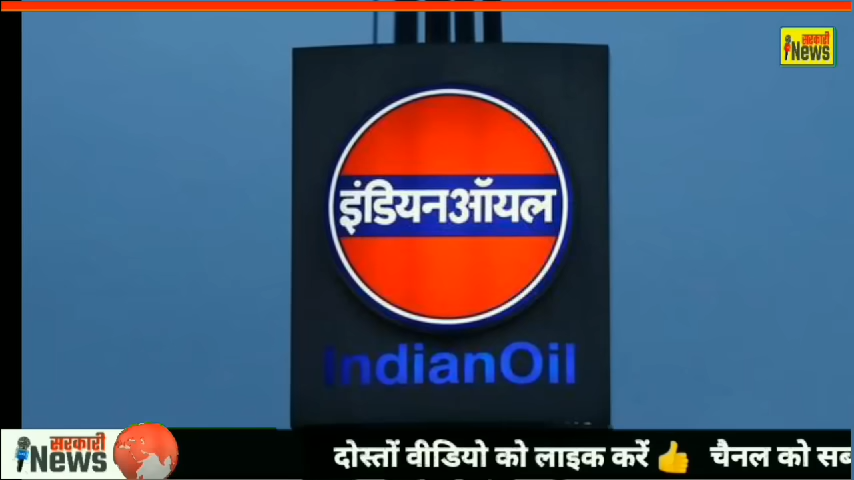 सरकारी
News
इंडियनऑयल
IndianOil
सरकारी
News
दोस्तों वीडियो को लाइक करें 👍 चैनल को सब